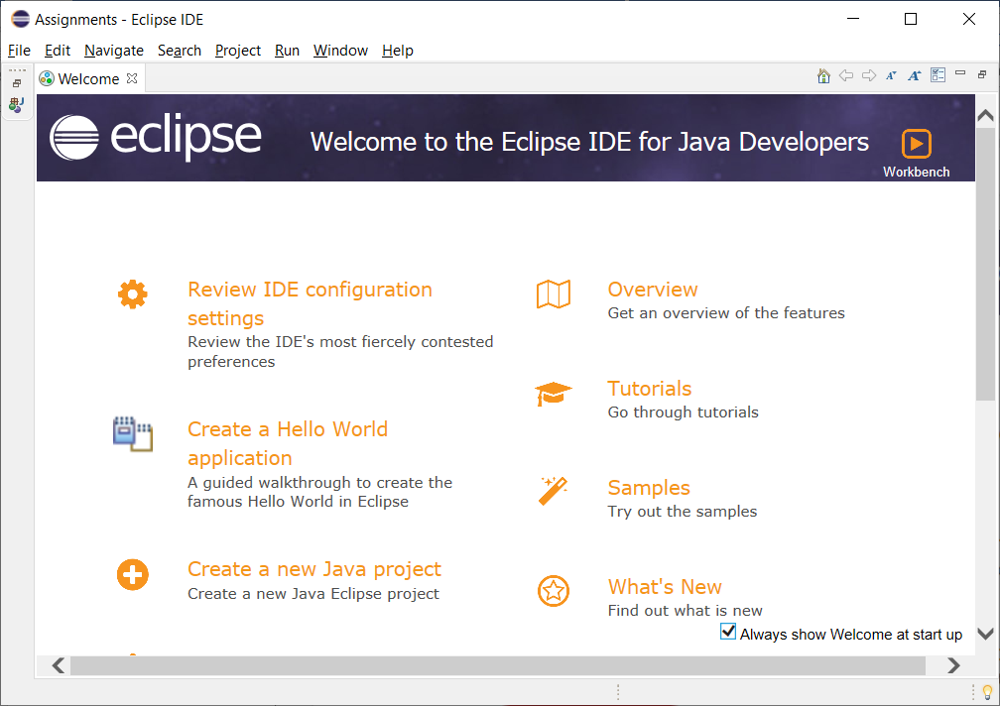 Assignments - Eclipse IDE
File Edit Navigate Search Project Run Window Help
Welcome
eclipse
Welcome to the Eclipse IDE for Java Developers
Workbench
Review IDE configuration
settings
Review the IDE's most fiercely contested
preferences
Create a Hello World
application
A guided walkthrough to create the
famous Hello World in Eclipse
Create a new Java project
Create a new Java Eclipse project
Overview
Get an overview of the features
Tutorials
Go through tutorials
Samples
Try out the samples
What's New
Find out what is new
Always show Welcome at start up